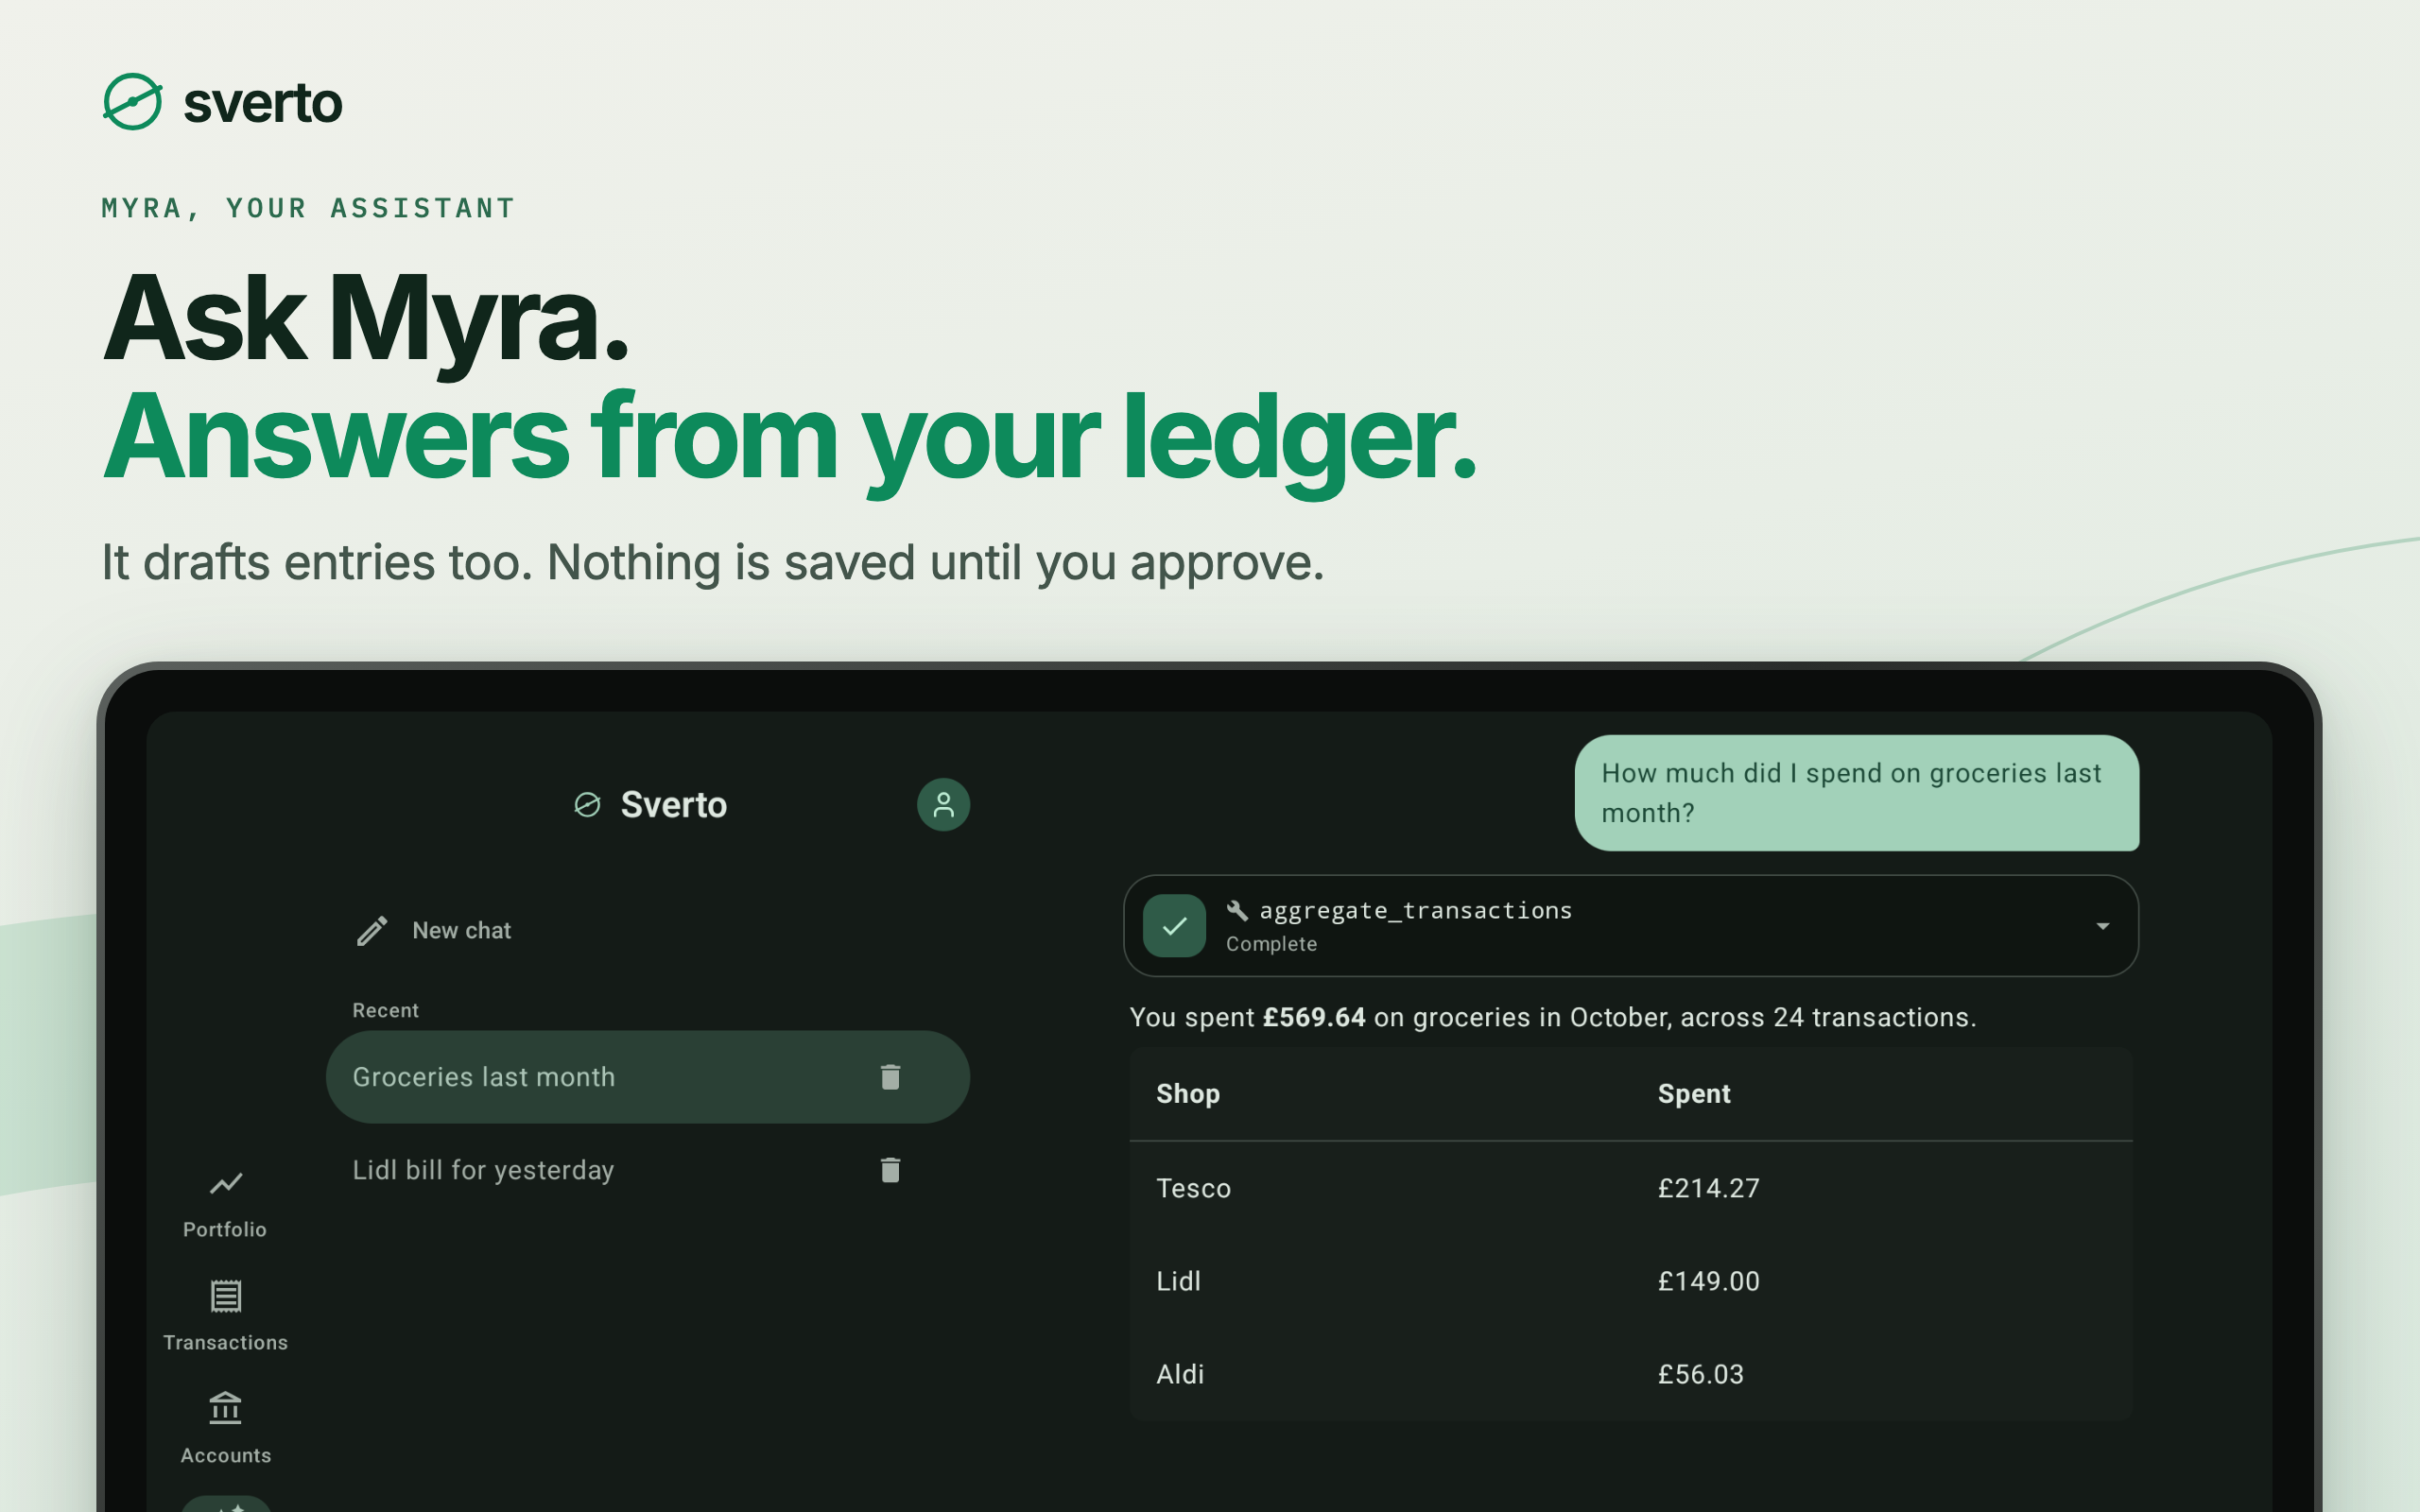 sverto
MYRA, YOUR ASSISTANT
Ask Myra.
Answers from your ledger.
It drafts entries too. Nothing is saved until you approve.
Sverto
New chat
Recent
Groceries last month
Lidl bill for yesterday
Portfolio
Transactions
Accounts
How much did I spend on groceries last
month?
aggregate_transactions
Complete
You spent £569.64 on groceries in October, across 24 transactions.
Shop Spent
Tesco £214.27
Lidl £149.00
Aldi £56.03